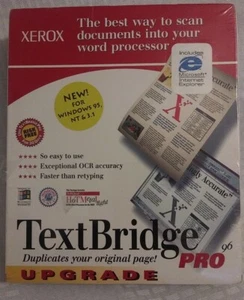 XEROX
The best way to scan
documents into your
word processor
Includes
Microsoft
Internet
Explorer
NEW!
FOR
WINDOWS 95,
NT & 3.1
★★★★ So easy to use
★★★★ Exceptional OCR accuracy
★★★★ Faster than retyping
TextBridge
PRO 96
Duplicates your original page!
UPGRADE